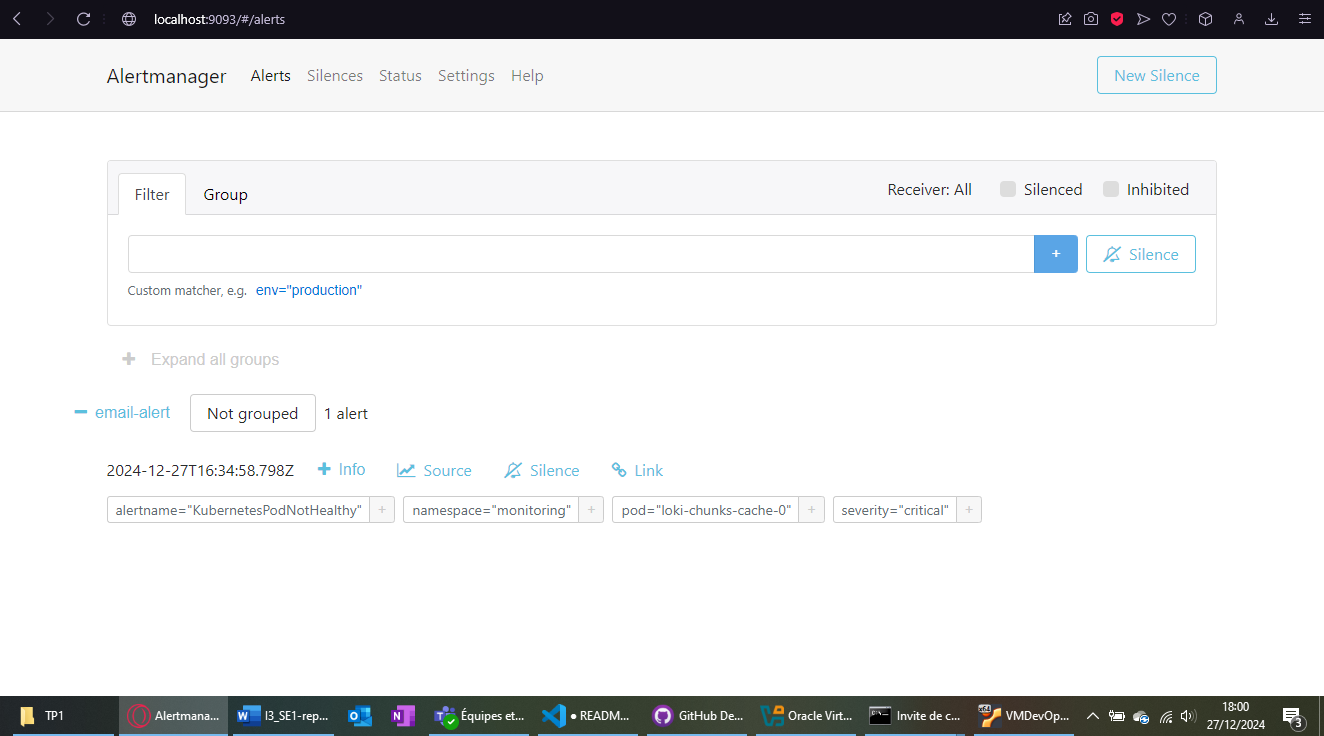 localhost:9093/#/alerts
Alertmanager Alerts Silences Status Settings Help New Silence
Filter Group Receiver: All Silenced Inhibited
+ Silence
Custom matcher, e.g. env="production"
+ Expand all groups
− email-alert Not grouped 1 alert
2024-12-27T16:34:58.798Z + Info Source Silence Link
alertname="KubernetesPodNotHealthy" + namespace="monitoring" + pod="loki-chunks-cache-0" + severity="critical" +
TP1 Alertmana... I3_SE1-rep... Équipes et... ● READM... GitHub De... Oracle Virt... Invite de c... x64 VMDevOp... 18:00
27/12/2024 3